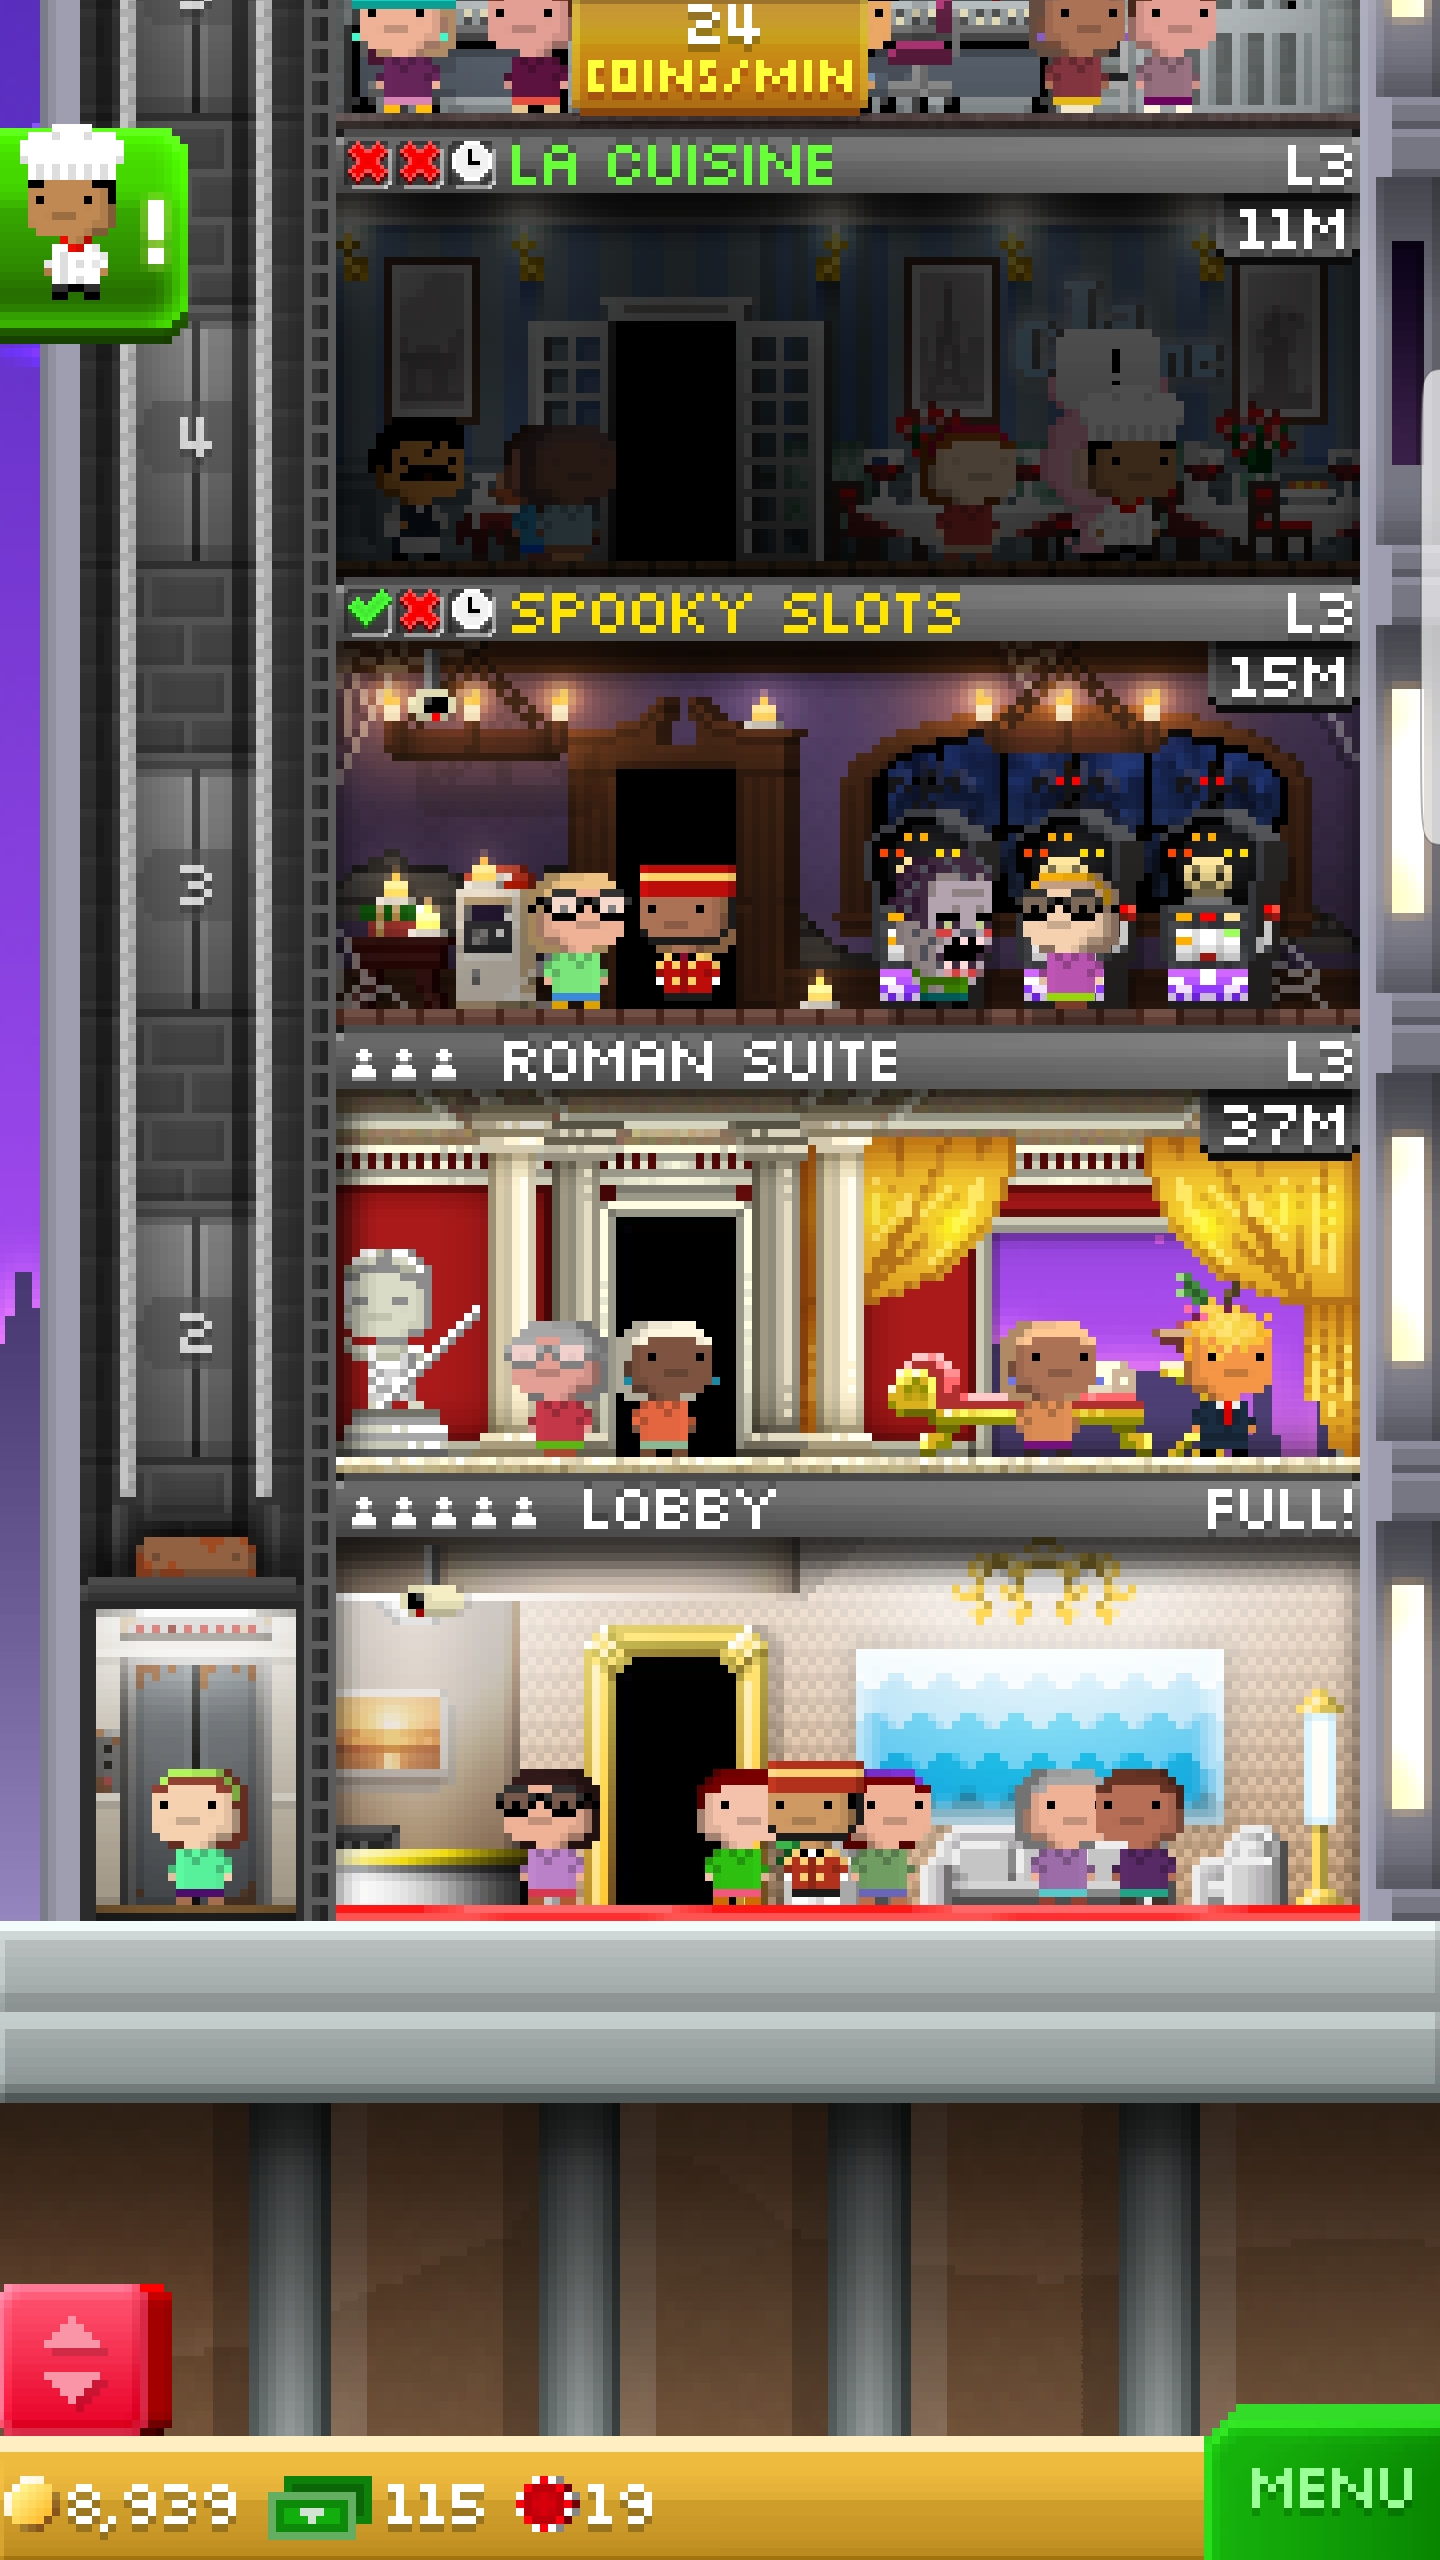 24
COINS/MIN
LA CUISINE L3
11M
!
!
4
SPOOKY SLOTS L3
15M
3
ROMAN SUITE L3
37M
2
LOBBY FULL!
8,939 115 19
MENU